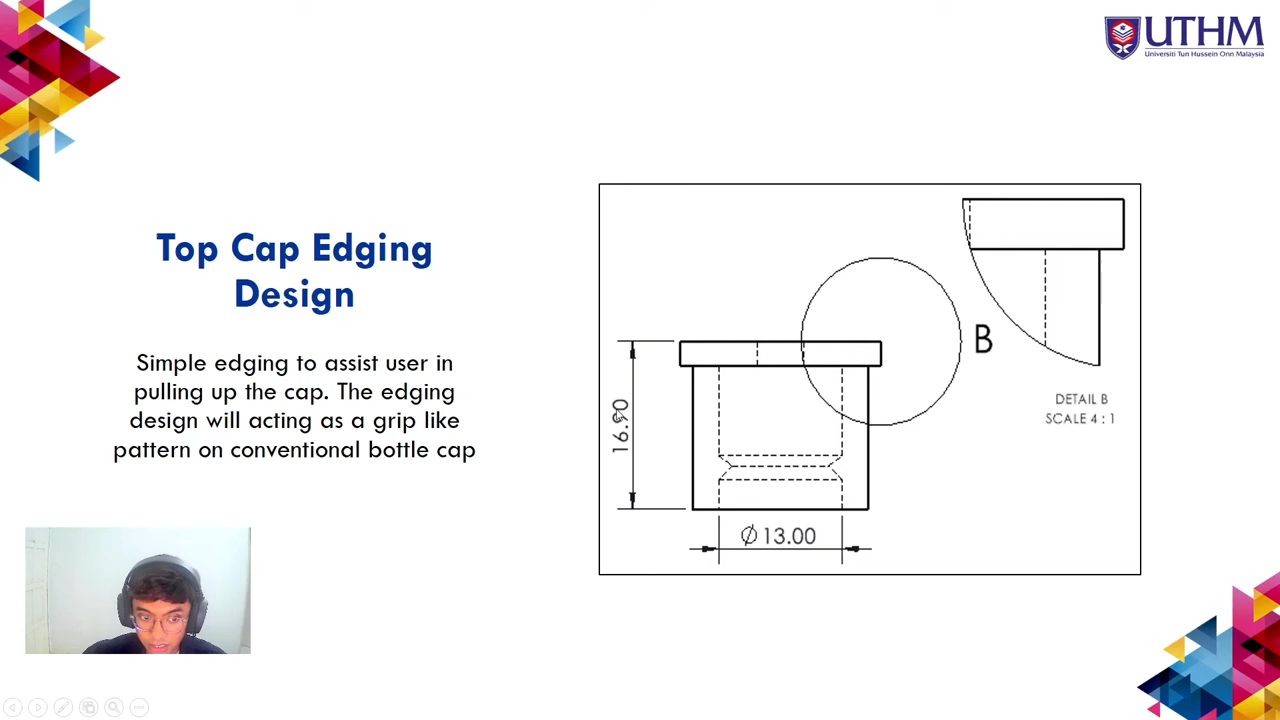 UTHM
Universiti Tun Hussein Onn Malaysia
Top Cap Edging
Design
Simple edging to assist user in
pulling up the cap. The edging
design will acting as a grip like
pattern on conventional bottle cap
B
DETAIL B
SCALE 4 : 1
Ø 13.00